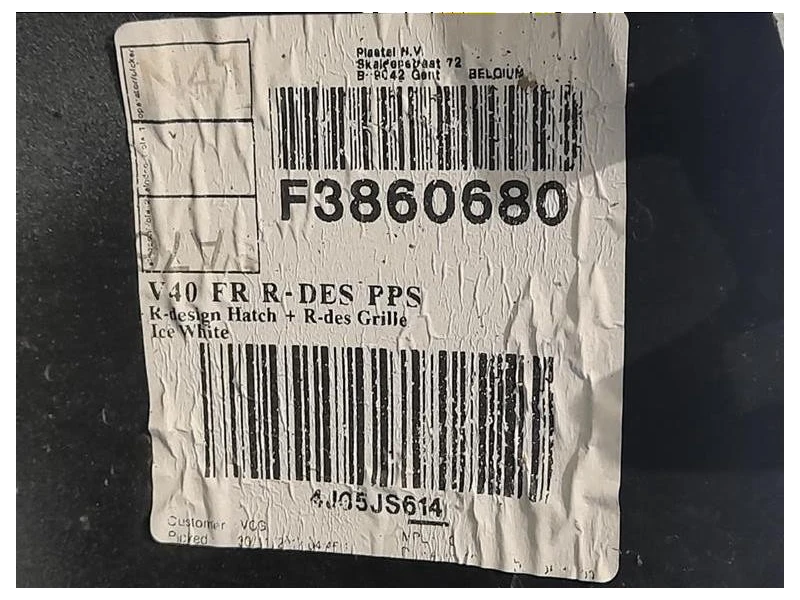 Plastal N.V.
Skaldenstraat 72
B-9042 Gent BELGIUM
N41
F3860680
V40 FR R-DES PPS
R-design Hatch + R-des Grille
Ice White
4J05JS614
Customer VCG
Picked